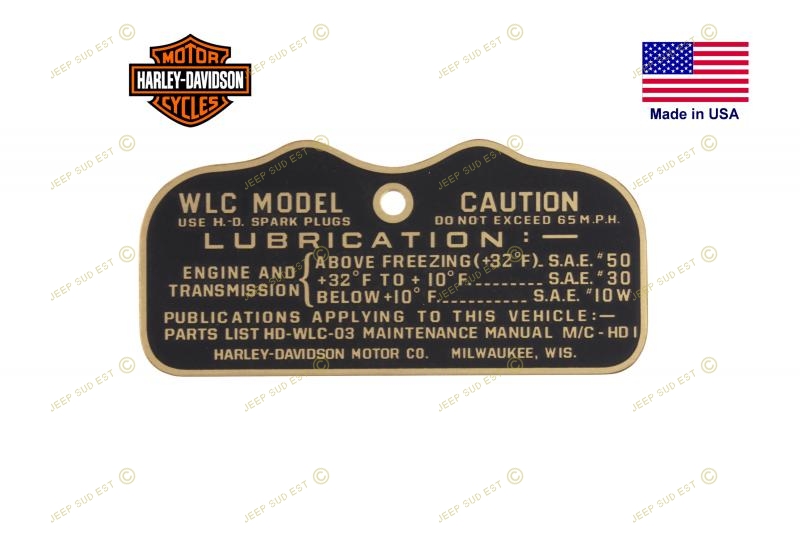 MOTOR
HARLEY-DAVIDSON
CYCLES
Made in USA
WLC MODEL
USE H.-D. SPARK PLUGS
CAUTION
DO NOT EXCEED 65 M.P.H.
LUBRICATION:—
ENGINE AND TRANSMISSION
ABOVE FREEZING (+32°F). S.A.E. #50
+32°F TO +10°F.......... S.A.E. #30
BELOW +10° F............ S.A.E. #10W
PUBLICATIONS APPLYING TO THIS VEHICLE:—
PARTS LIST HD-WLC-03 MAINTENANCE MANUAL M/C-HD1
HARLEY-DAVIDSON MOTOR CO. MILWAUKEE, WIS.
JEEP SUD EST ©